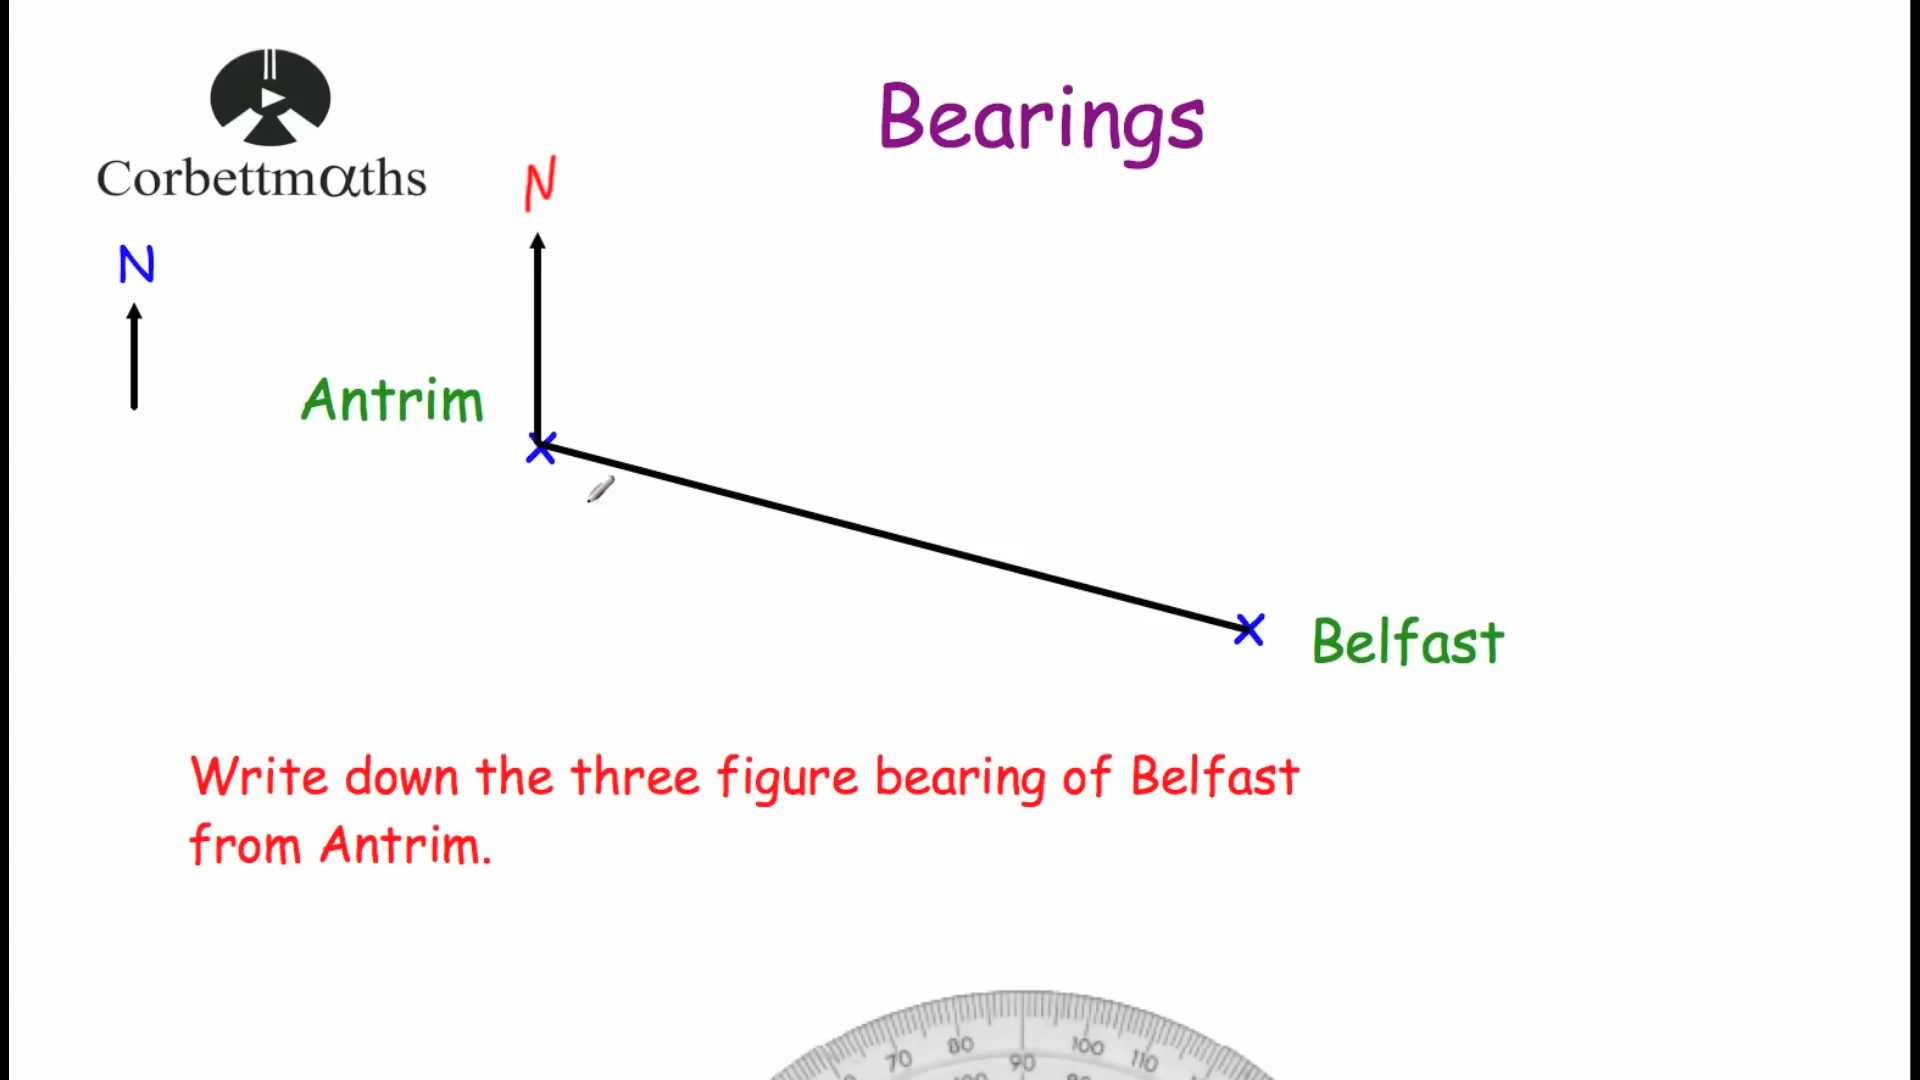 Bearings
Corbettmαths
N
N
Antrim
Belfast
Write down the three figure bearing of Belfast
from Antrim.
70 80 90 100 110